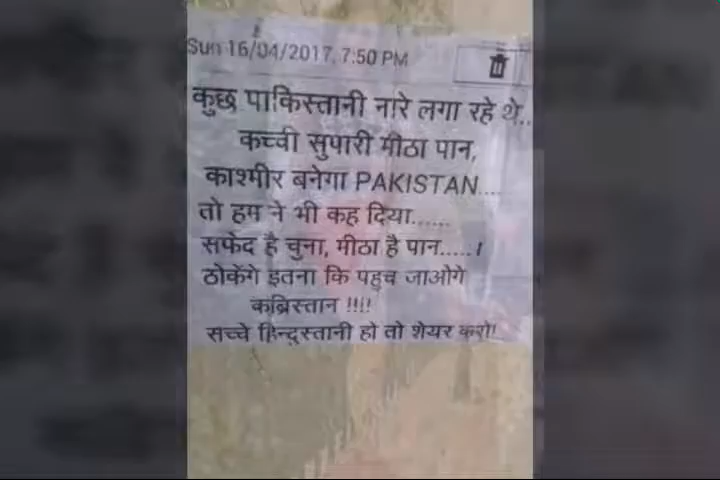 Sun 16/04/2017, 7:50 PM
कुछ पाकिस्तानी नारे लगा रहे थे..
कच्ची सुपारी मीठा पान,
काश्मीर बनेगा PAKISTAN....
तो हम ने भी कह दिया......
सफेद है चुना, मीठा है पान.....।
ठोकेंगे इतना कि पहुच जाओगे
कब्रिस्तान !!!!
सच्चे हिन्दुस्तानी हो तो शेयर करो!